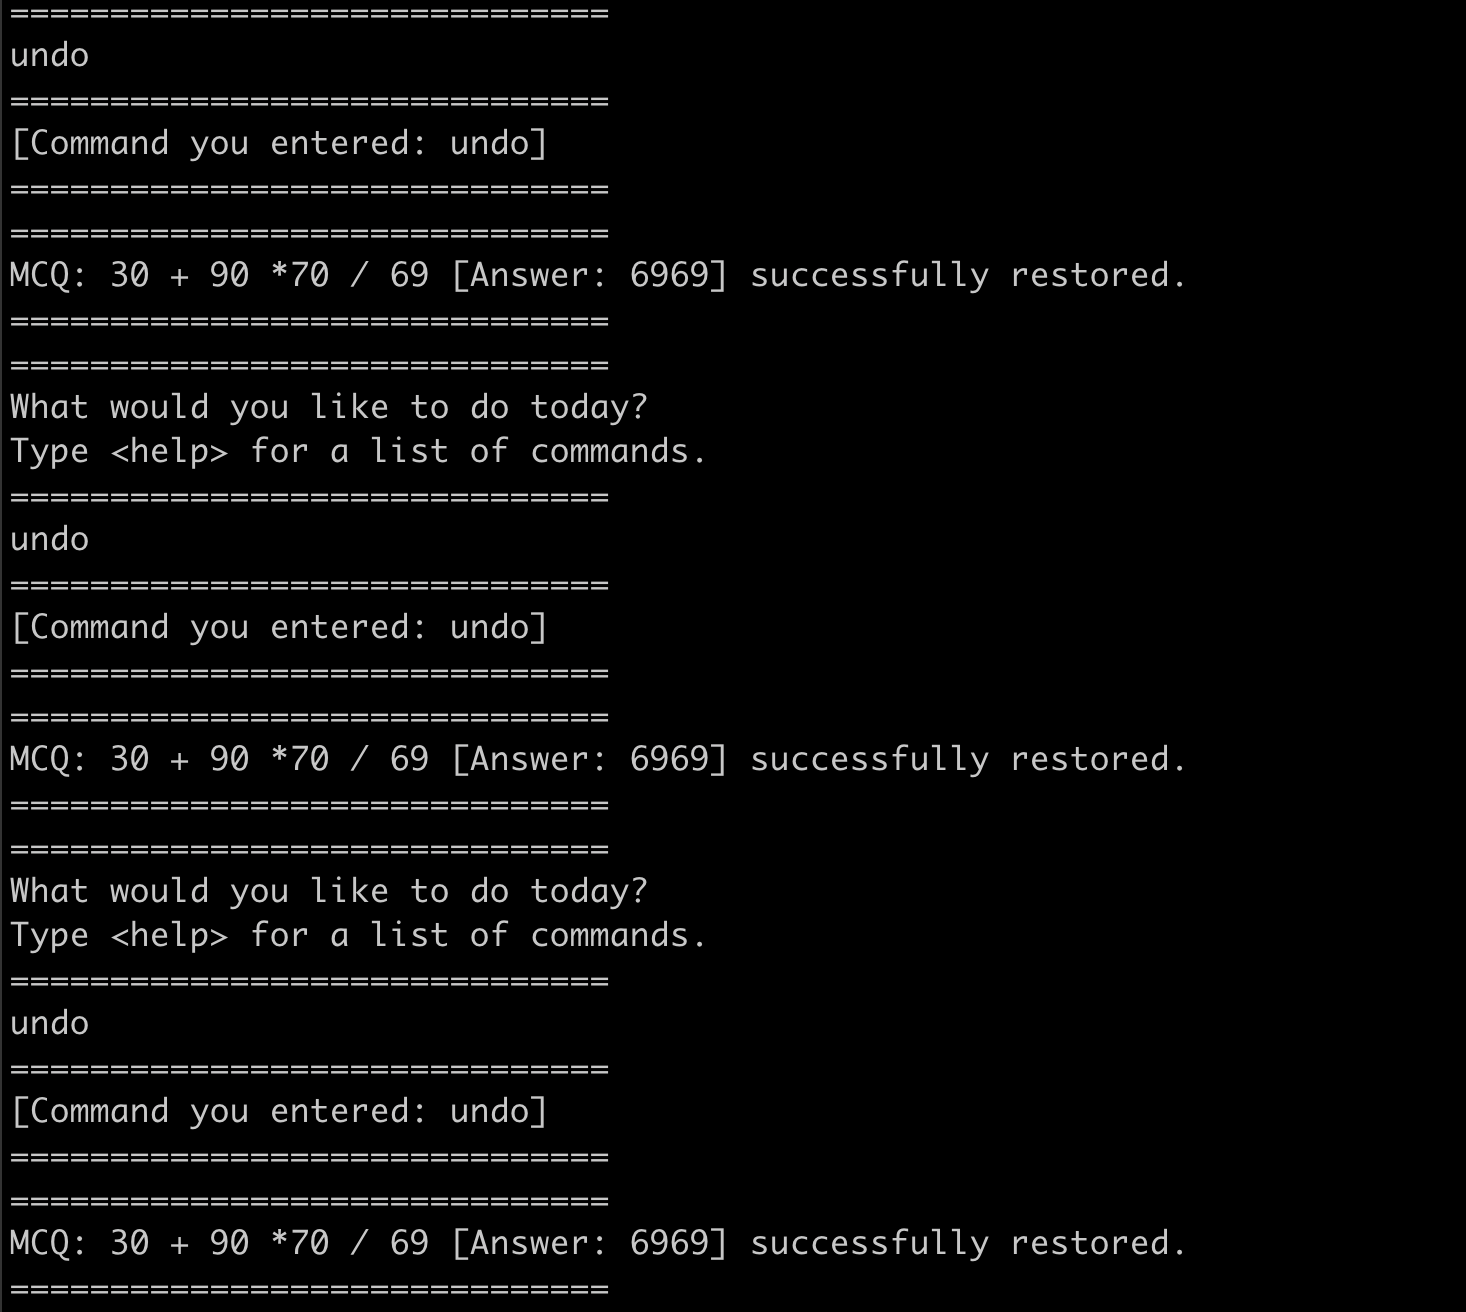 ==============================
undo
==============================
[Command you entered: undo]
==============================
==============================
MCQ: 30 + 90 *70 / 69 [Answer: 6969] successfully restored.
==============================
==============================
What would you like to do today?
Type <help> for a list of commands.
==============================
undo
==============================
[Command you entered: undo]
==============================
==============================
MCQ: 30 + 90 *70 / 69 [Answer: 6969] successfully restored.
==============================
==============================
What would you like to do today?
Type <help> for a list of commands.
==============================
undo
==============================
[Command you entered: undo]
==============================
==============================
MCQ: 30 + 90 *70 / 69 [Answer: 6969] successfully restored.
==============================